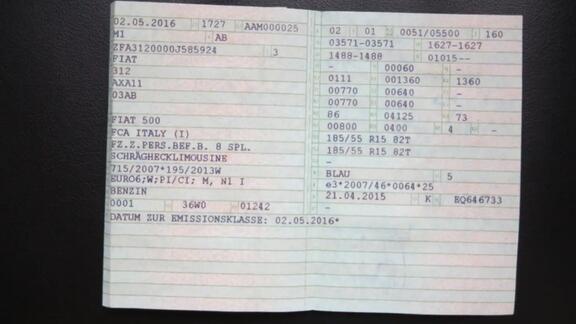 02.05.2016 1727 AAM000025
M1 AB
ZFA3120000J585924 3
FIAT
312
AXA11
03AB
FIAT 500
FCA ITALY (I)
FZ.Z.PERS.BEF.B. 8 SPL.
SCHRÄGHECKLIMOUSINE
715/2007*195/2013W
EURO6;W;PI/CI; M, N1 I
BENZIN
0001 36W0 01242
DATUM ZUR EMISSIONSKLASSE: 02.05.2016*
02 01 0051/05500 160
03571-03571 1627-1627
1488-1488 01015--
- 00060 -
0111 001360 1360
00770 00640 -
00770 00640 -
86 04125 73
00800 0400 4 -
185/55 R15 82T
185/55 R15 82T
-
BLAU 5
e3*2007/46*0064*25
21.04.2015 K EQ646733
-